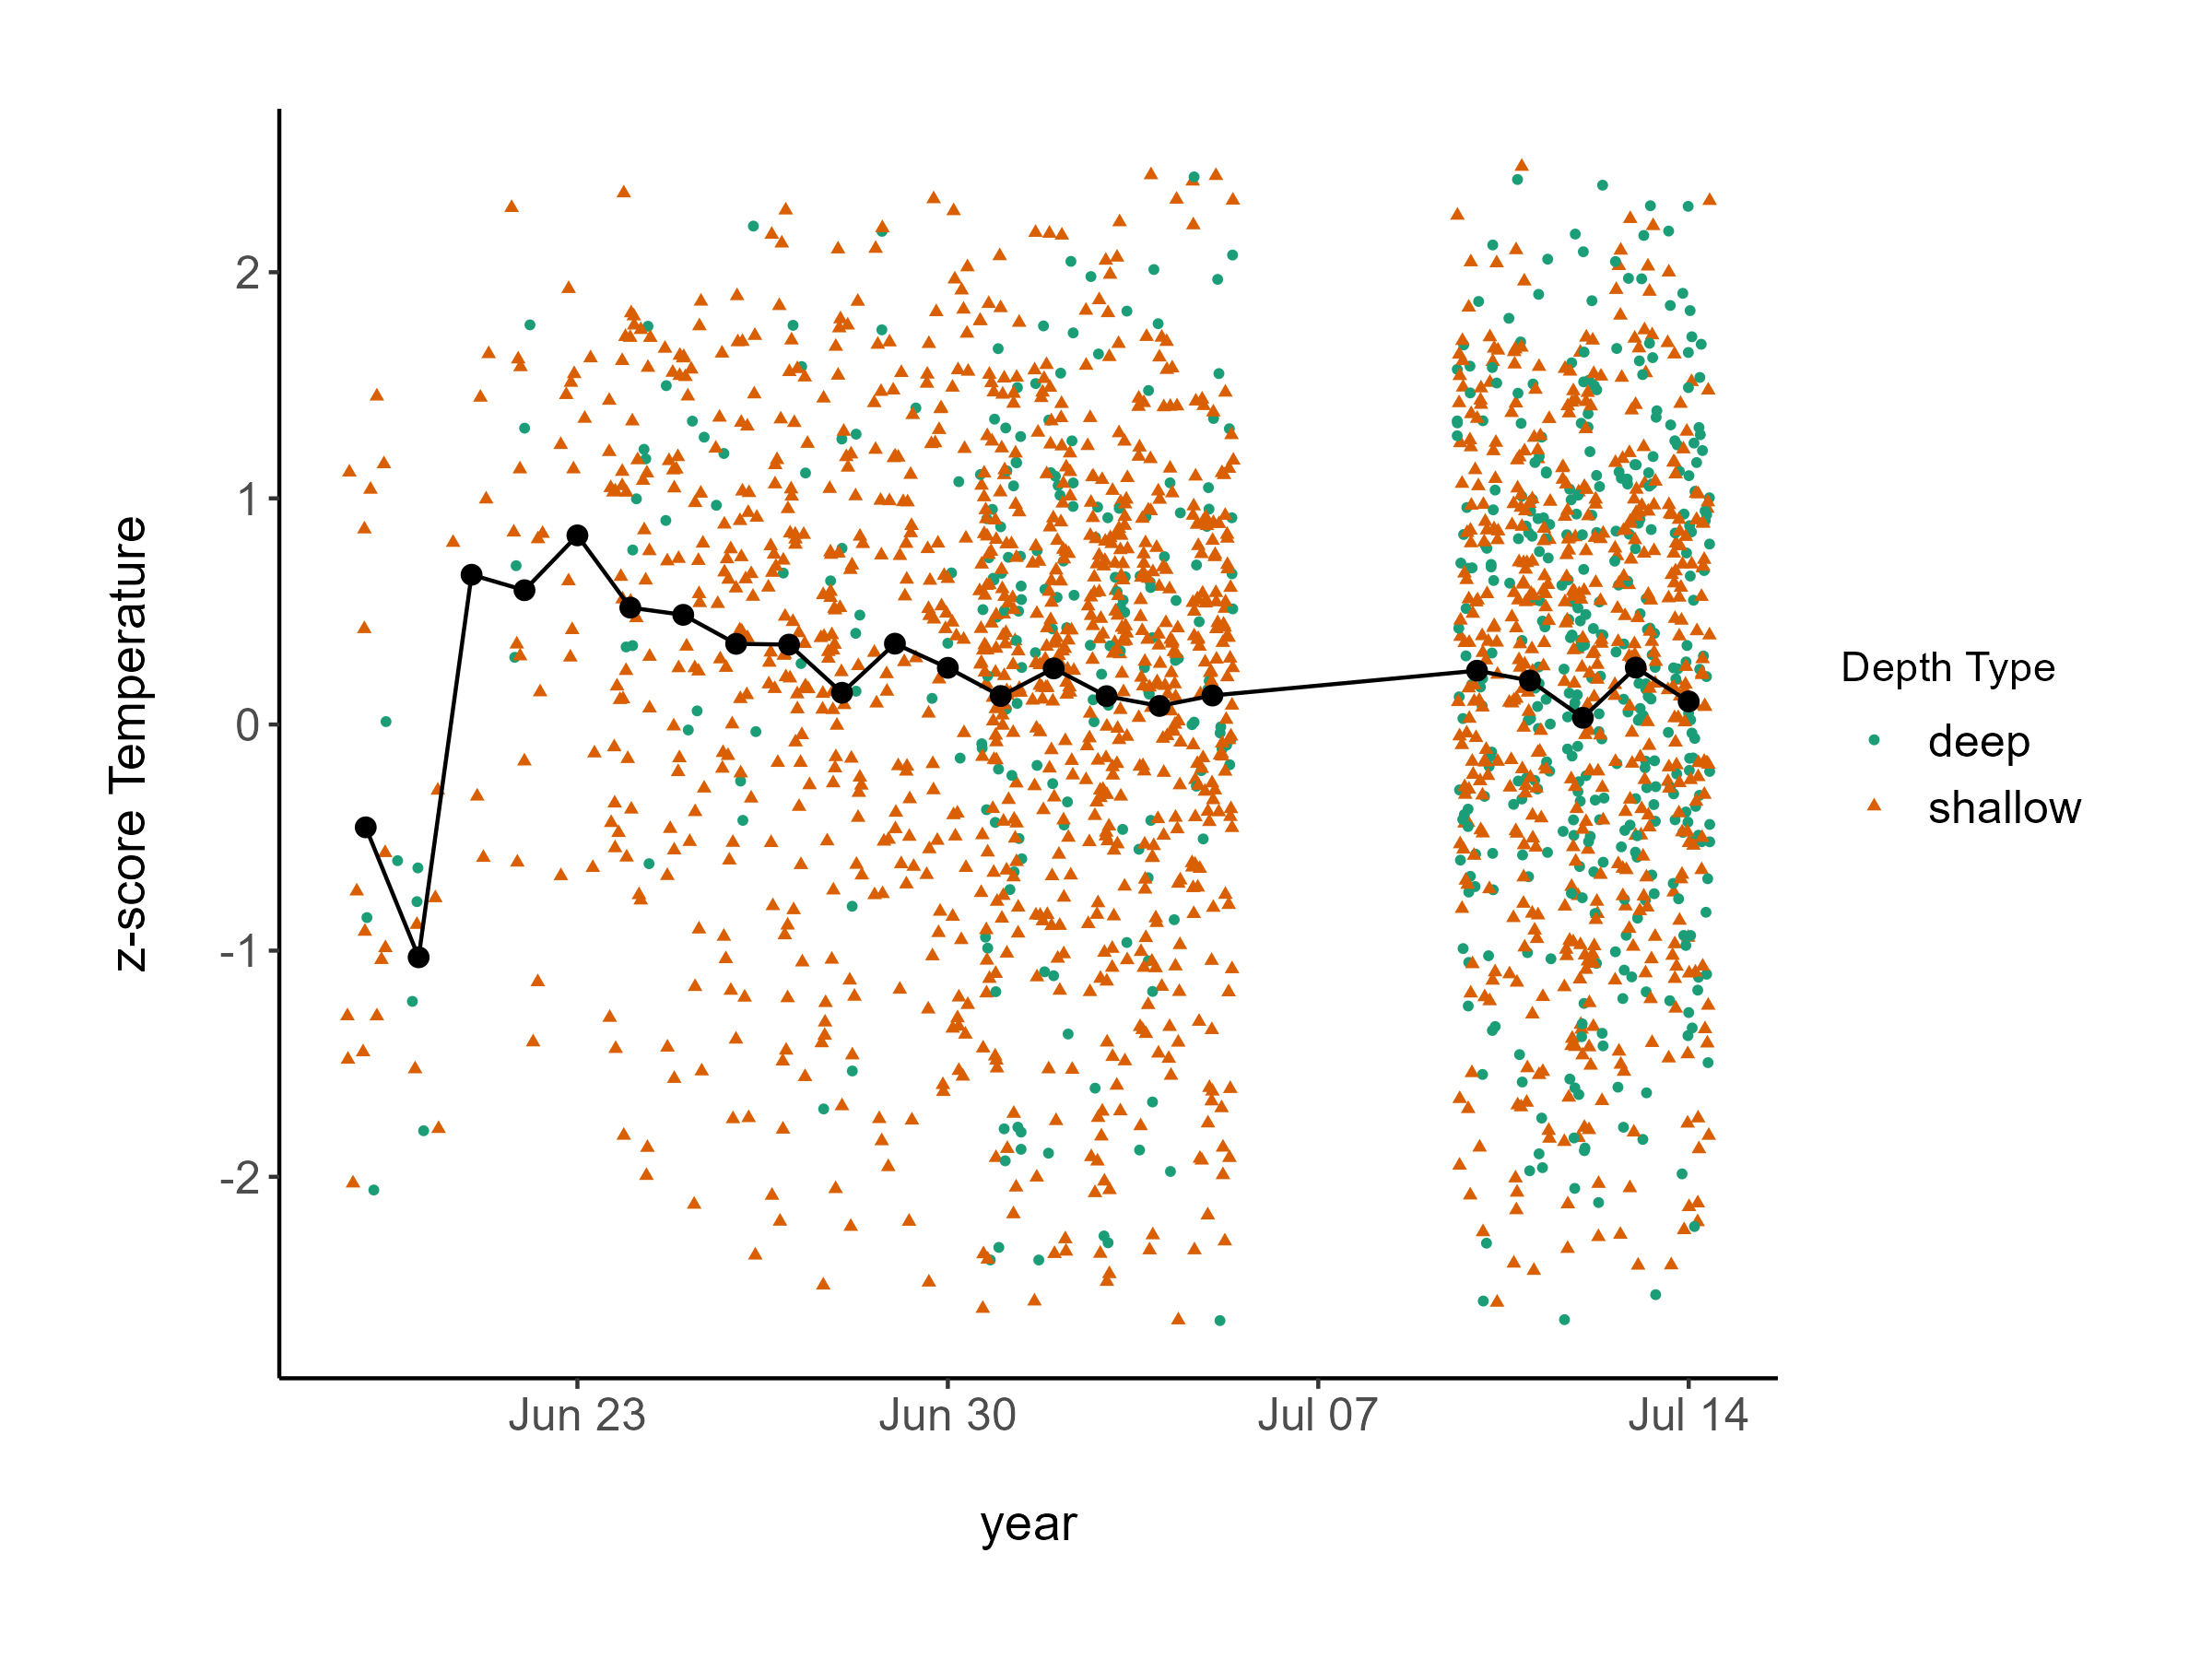 z-score Temperature
2
1
0
-1
-2
Jun 23
Jun 30
Jul 07
Jul 14
year
Depth Type
deep
shallow